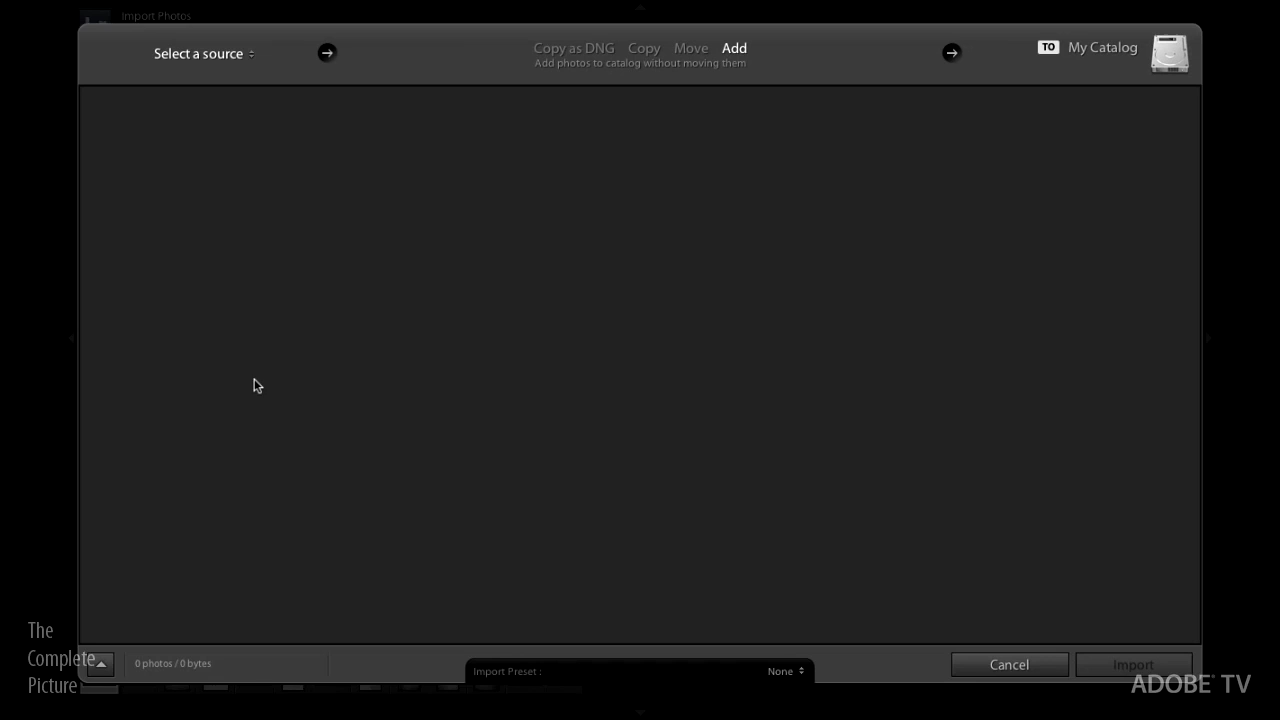 Import Photos
Select a source
Copy as DNG Copy Move Add
Add photos to catalog without moving them
TO My Catalog
0 photos / 0 bytes
Import Preset : None
Cancel
Import
The
Complete
Picture
ADOBE® TV